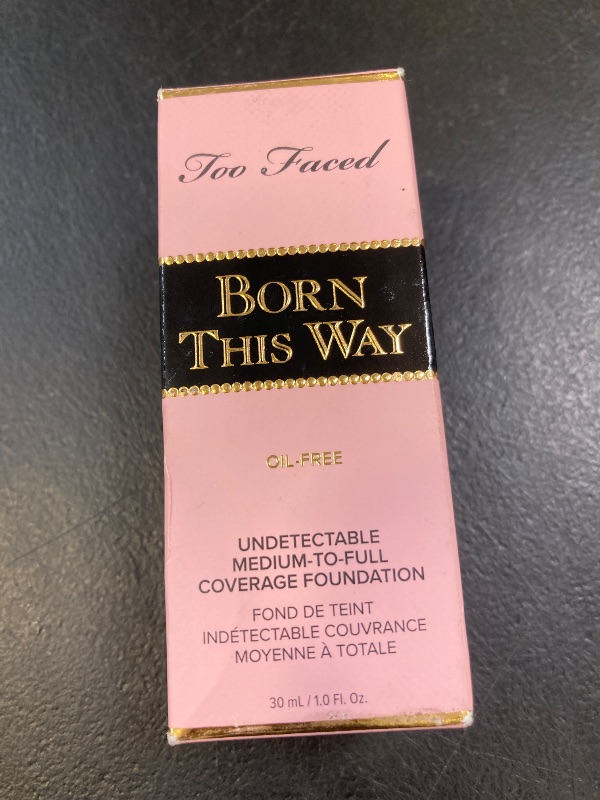 Too Faced
BORN
THIS WAY
OIL-FREE
UNDETECTABLE
MEDIUM-TO-FULL
COVERAGE FOUNDATION
FOND DE TEINT
INDÉTECTABLE COUVRANCE
MOYENNE À TOTALE
30 mL / 1.0 Fl. Oz.